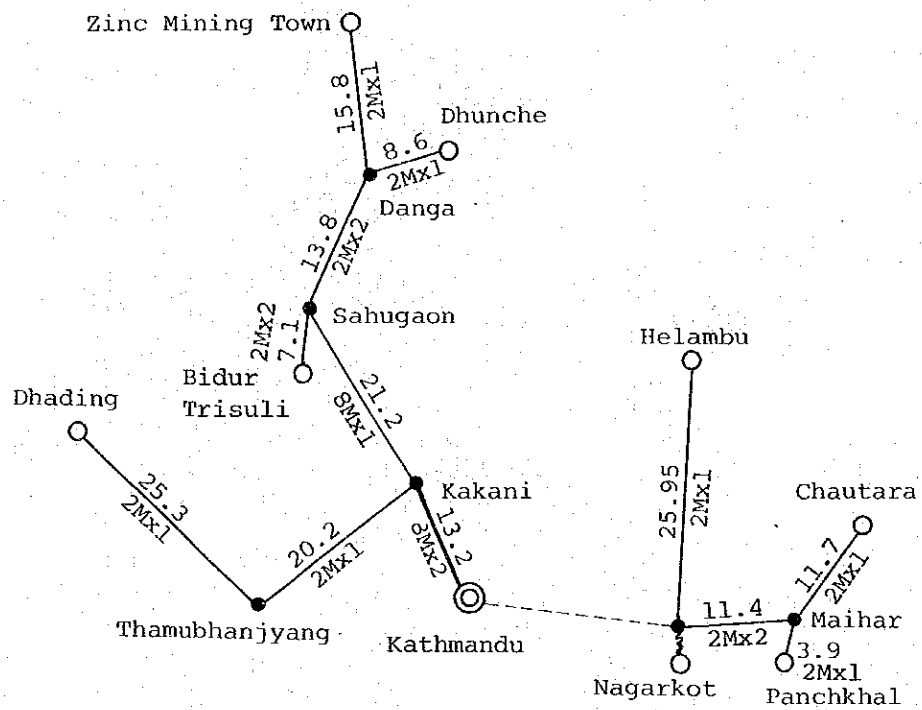 Zinc Mining Town
15.8
2Mx1
Dhunche
8.6
2Mx1
Danga
13.8
2Mx2
Sahugaon
2Mx2
7.1
Bidur
Trisuli
Helambu
Dhading
21.2
8Mx1
25.3
2Mx1
Kakani
25.95
2Mx1
Chautara
20.2
2Mx1
13.2
8Mx2
11.7
2Mx1
Thamubhanjyang
Kathmandu
11.4
2Mx2
Maihar
3.9
2Mx1
Nagarkot
Panchkhal